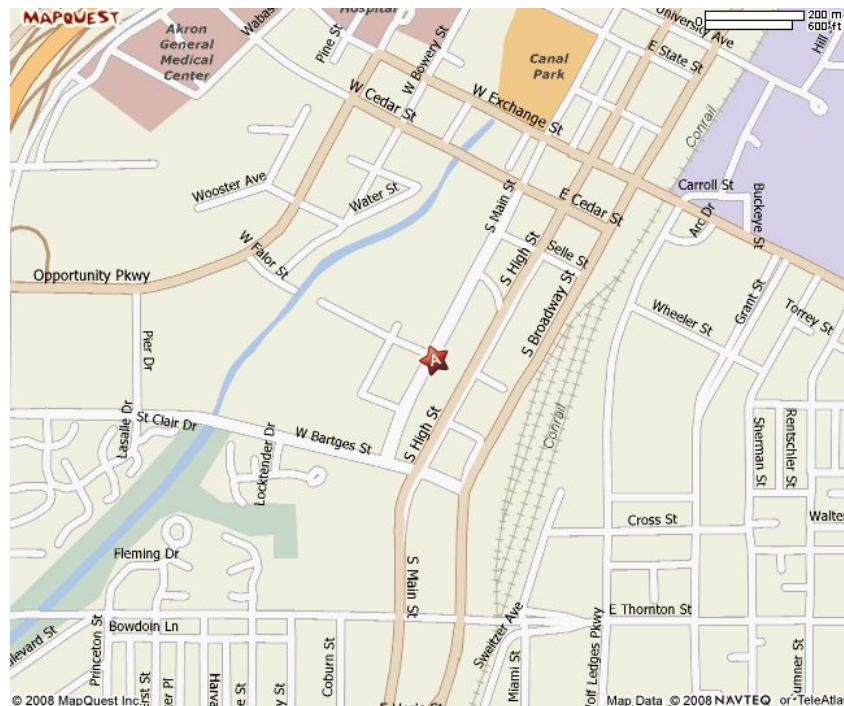 MAPQUEST
200 m
0
600 ft
Hospital
Akron
General
Medical
Center
Pine St
W Bowery St
University Ave
E State St
Canal
Park
W Cedar St
W Exchange St
Conrail
Wooster Ave
Water St
S Main St
E Cedar St
Carroll St
Arc Dr
Buckeye St
W Falor St
S High St
Selle St
Opportunity Pkwy
S Broadway St
Grant St
Wheeler St
Torrey St
Pier Dr
A
Lasalle Dr
St Clair Dr
W Bartges St
S High St
Conrail
Locktender Dr
Sherman St
Rentschler St
Cross St
Walter
Fleming Dr
S Main St
E Thornton St
Bowdoin Ln
Princeton St
Sweitzer Ave
Coburn St
Miami St
© 2008 MapQuest Inc.
Map Data © 2008 NAVTEQ or TeleAtlas